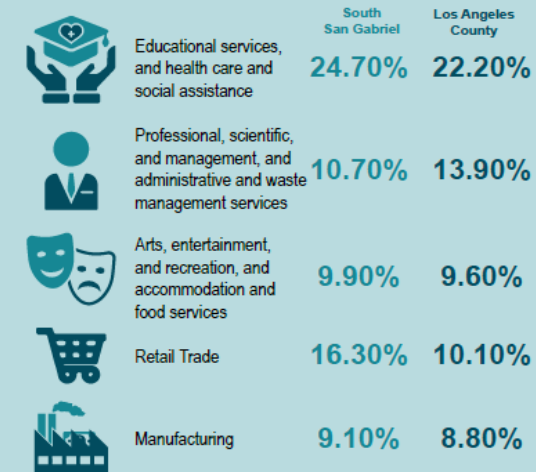 South
San Gabriel
Los Angeles
County
Educational services,
and health care and
social assistance
24.70%
22.20%
Professional, scientific,
and management, and
administrative and waste
management services
10.70%
13.90%
Arts, entertainment,
and recreation, and
accommodation and
food services
9.90%
9.60%
Retail Trade
16.30%
10.10%
Manufacturing
9.10%
8.80%